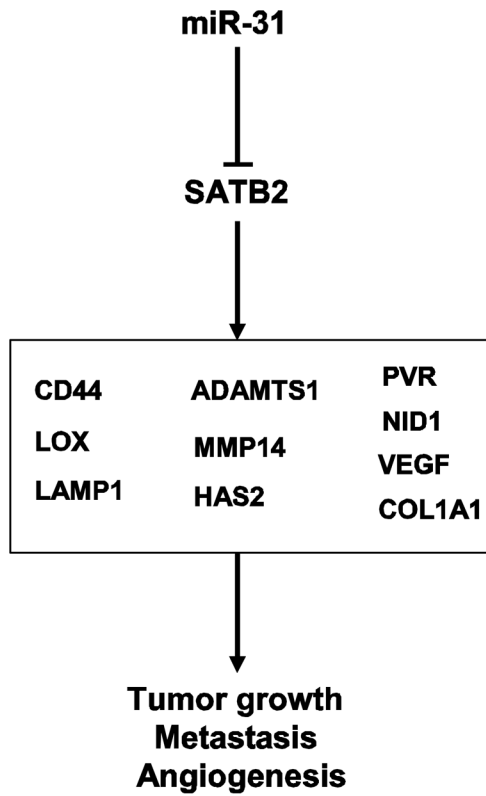 miR-31
SATB2
CD44
LOX
LAMP1
ADAMTS1
MMP14
HAS2
PVR
NID1
VEGF
COL1A1
Tumor growth
Metastasis
Angiogenesis